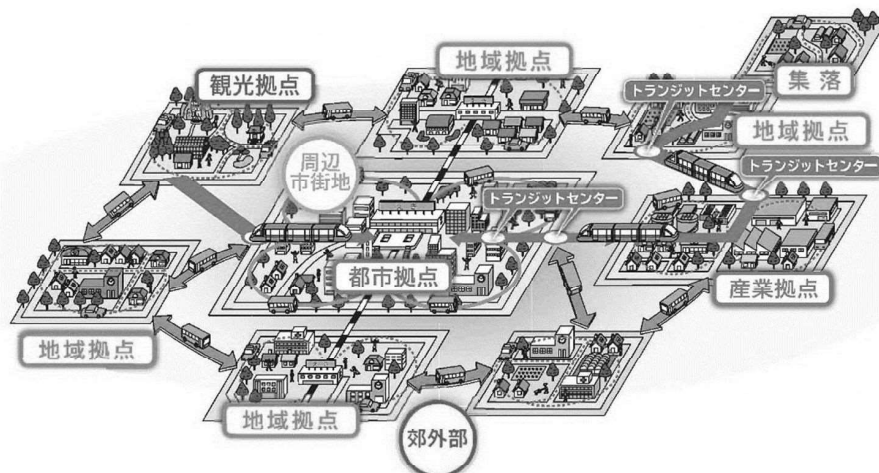 地域拠点
観光拠点
集落
トランジットセンター
地域拠点
周辺
市街地
トランジットセンター
トランジットセンター
都市拠点
産業拠点
地域拠点
地域拠点
郊外部